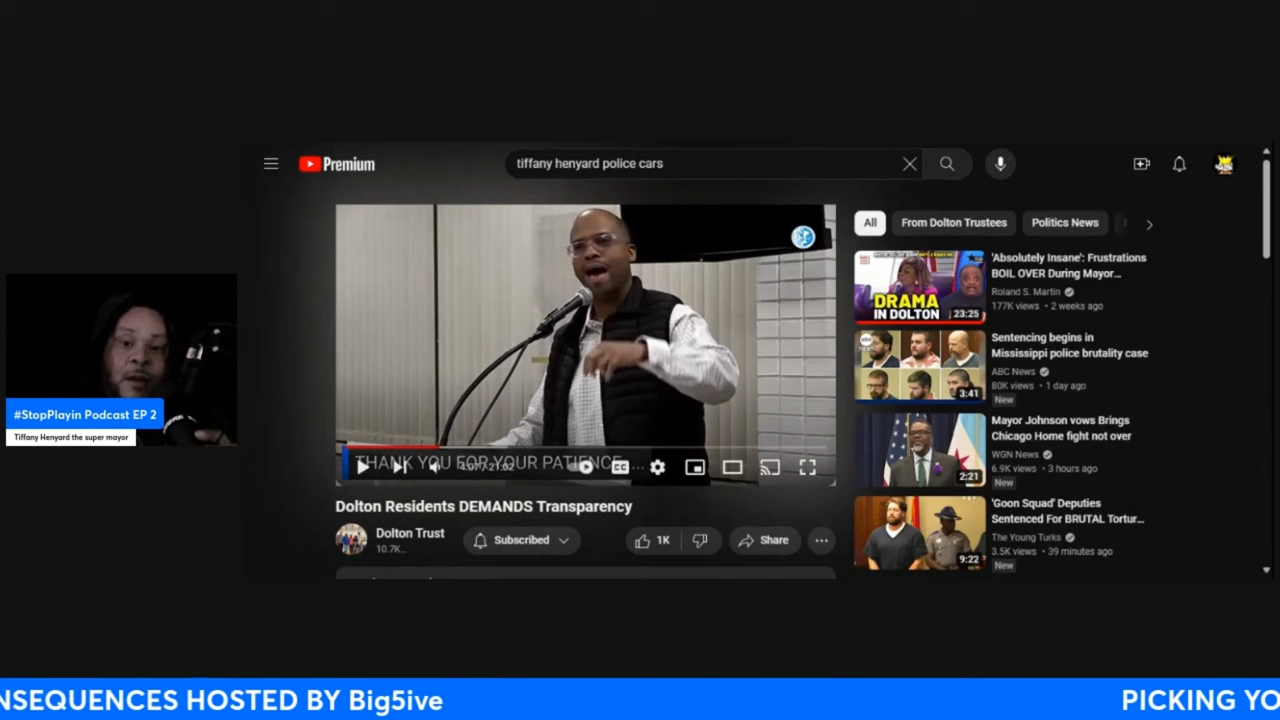 Premium
tiffany henyard police cars
All
From Dolton Trustees
Politics News
THANK YOU FOR YOUR PATIENCE
CC
Dolton Residents DEMANDS Transparency
Dolton Trust
10.7K...
Subscribed
1K
Share
DRAMA
IN DOLTON
23:25
'Absolutely Insane': Frustrations
BOIL OVER During Mayor...
Roland S. Martin
177K views • 2 weeks ago
3:41
Sentencing begins in
Mississippi police brutality case
ABC News
80K views • 1 day ago
New
2:21
Mayor Johnson vows Brings
Chicago Home fight not over
WGN News
6.9K views • 3 hours ago
New
9:22
'Goon Squad' Deputies
Sentenced For BRUTAL Tortur...
The Young Turks
3.5K views • 39 minutes ago
New
#StopPlayin Podcast EP 2
Tiffany Henyard the super mayor
NSEQUENCES HOSTED BY Big5ive
PICKING YO